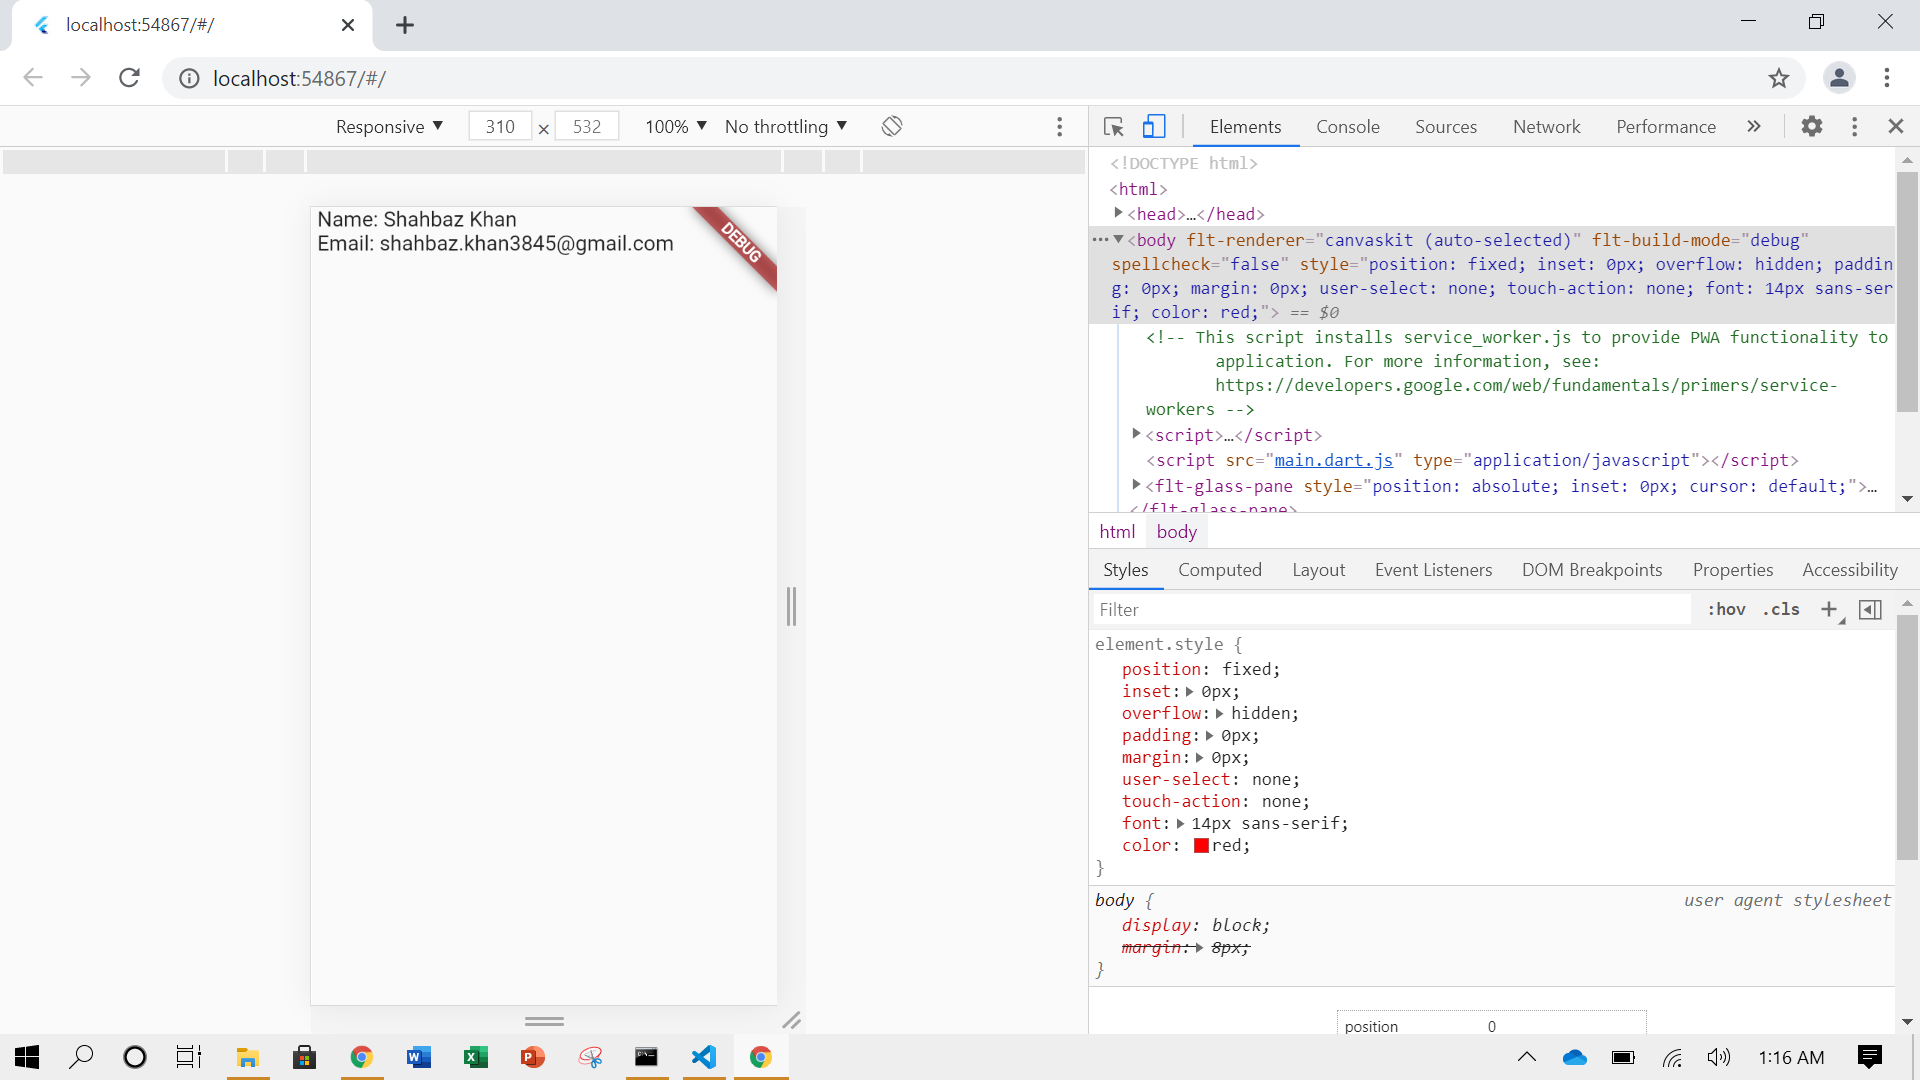 localhost:54867/#/
localhost:54867/#/
Responsive 310 × 532 100% No throttling
Elements Console Sources Network Performance
Name: Shahbaz Khan
Email: shahbaz.khan3845@gmail.com
DEBUG
<!DOCTYPE html>
<html>
<head>…</head>
<body flt-renderer="canvaskit (auto-selected)" flt-build-mode="debug"
spellcheck="false" style="position: fixed; inset: 0px; overflow: hidden; paddin
g: 0px; margin: 0px; user-select: none; touch-action: none; font: 14px sans-ser
if; color: red;"> == $0
<!-- This script installs service_worker.js to provide PWA functionality to
application. For more information, see:
https://developers.google.com/web/fundamentals/primers/service-
workers -->
<script>…</script>
<script src="main.dart.js" type="application/javascript"></script>
<flt-glass-pane style="position: absolute; inset: 0px; cursor: default;">…
</flt-glass-pane>
html body
Styles Computed Layout Event Listeners DOM Breakpoints Properties Accessibility
Filter :hov .cls
element.style {
position: fixed;
inset: 0px;
overflow: hidden;
padding: 0px;
margin: 0px;
user-select: none;
touch-action: none;
font: 14px sans-serif;
color: red;
}
body { user agent stylesheet
display: block;
margin: 8px;
}
position 0
1:16 AM